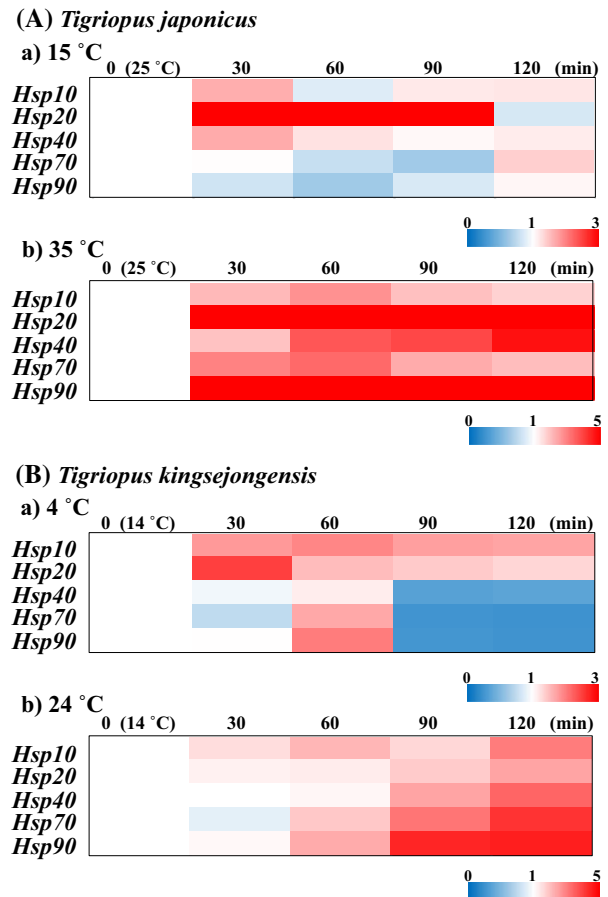 (A) Tigriopus japonicus
a) 15 ˚C
0 (25 ˚C) 30 60 90 120 (min)
Hsp10
Hsp20
Hsp40
Hsp70
Hsp90
0 1 3
b) 35 ˚C
0 (25 ˚C) 30 60 90 120 (min)
Hsp10
Hsp20
Hsp40
Hsp70
Hsp90
0 1 5
(B) Tigriopus kingsejongensis
a) 4 ˚C
0 (14 ˚C) 30 60 90 120 (min)
Hsp10
Hsp20
Hsp40
Hsp70
Hsp90
0 1 3
b) 24 ˚C
0 (14 ˚C) 30 60 90 120 (min)
Hsp10
Hsp20
Hsp40
Hsp70
Hsp90
0 1 5